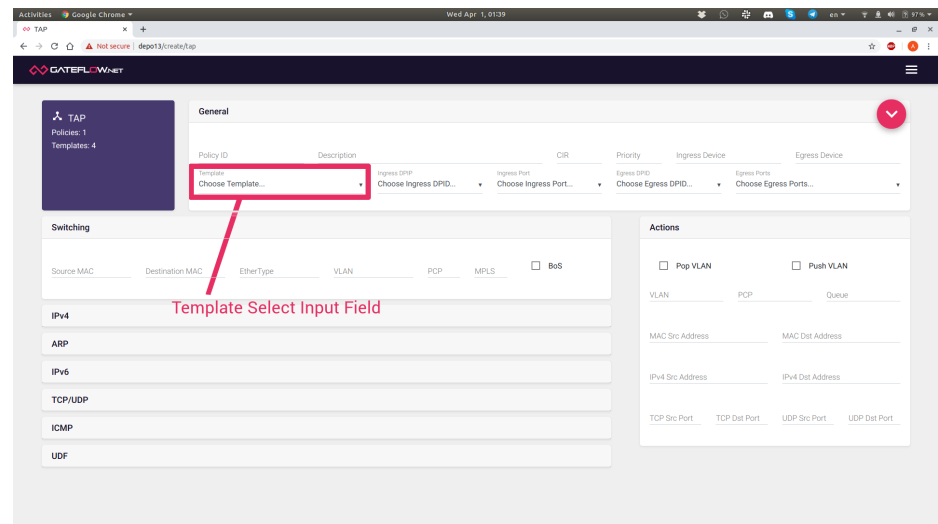 Activities Google Chrome Wed Apr 1, 01:39 en 97%
TAP
Not secure depo13/create/tap
GATEFLOW.NET
TAP
Policies: 1
Templates: 4
General
Policy ID Description CIR Priority Ingress Device Egress Device
Template Ingress DPIP Ingress Port Egress DPID Egress Ports
Choose Template... Choose Ingress DPID... Choose Ingress Port... Choose Egress DPID... Choose Egress Ports...
Switching
Source MAC Destination MAC EtherType VLAN PCP MPLS BoS
Template Select Input Field
IPv4
ARP
IPv6
TCP/UDP
ICMP
UDF
Actions
Pop VLAN Push VLAN
VLAN PCP Queue
MAC Src Address MAC Dst Address
IPv4 Src Address IPv4 Dst Address
TCP Src Port TCP Dst Port UDP Src Port UDP Dst Port